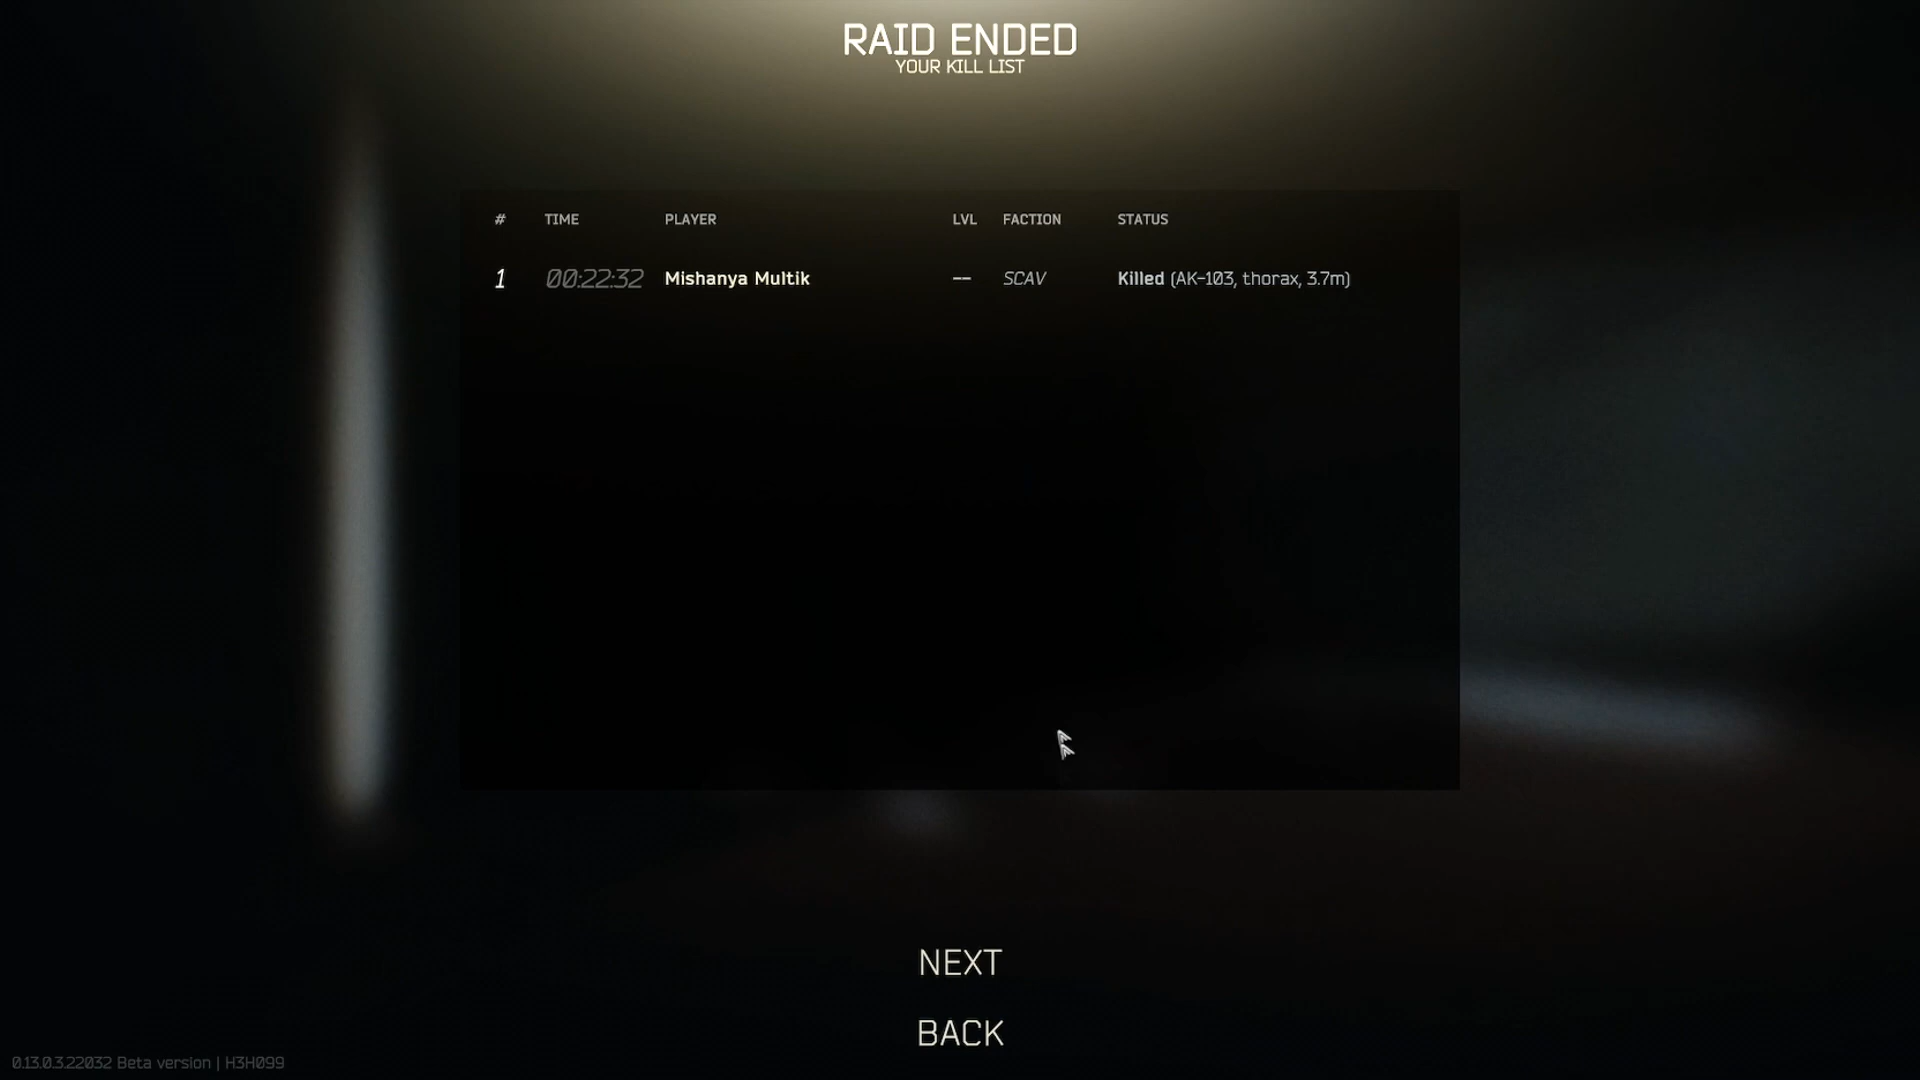 RAID ENDED
YOUR KILL LIST
# TIME PLAYER LVL FACTION STATUS
1 00:22:32 Mishanya Multik -- SCAV Killed (AK-103, thorax, 3.7m)
NEXT
BACK
0.13.0.3.22032 Beta version | H3H099